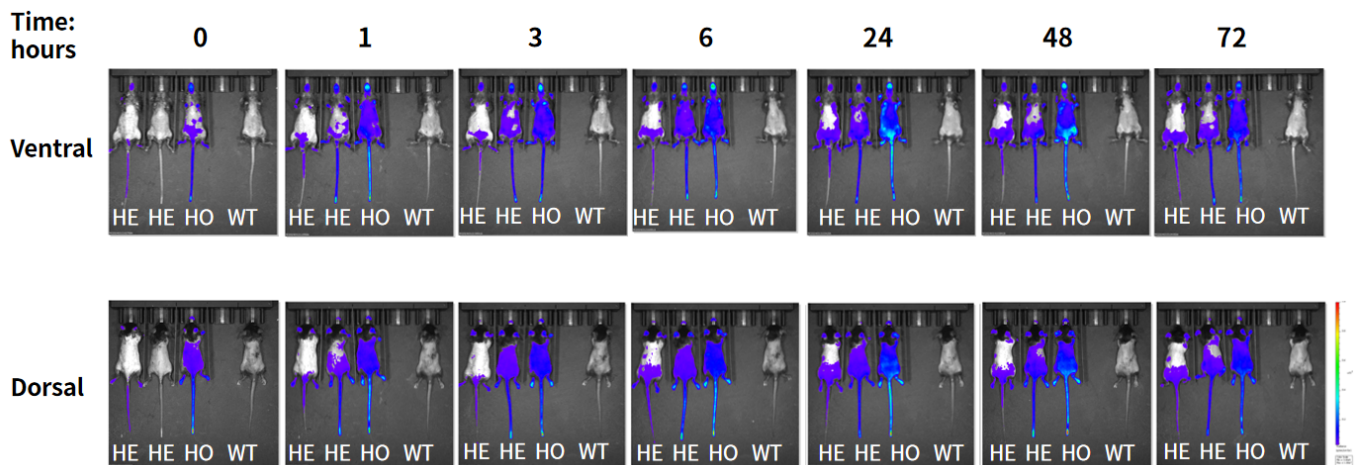 Time:
hours
0 1 3 6 24 48 72
Ventral
HE HE HO WT HE HE HO WT HE HE HO WT HE HE HO WT HE HE HO WT HE HE HO WT HE HE HO WT
Dorsal
HE HE HO WT HE HE HO WT HE HE HO WT HE HE HO WT HE HE HO WT HE HE HO WT HE HE HO WT